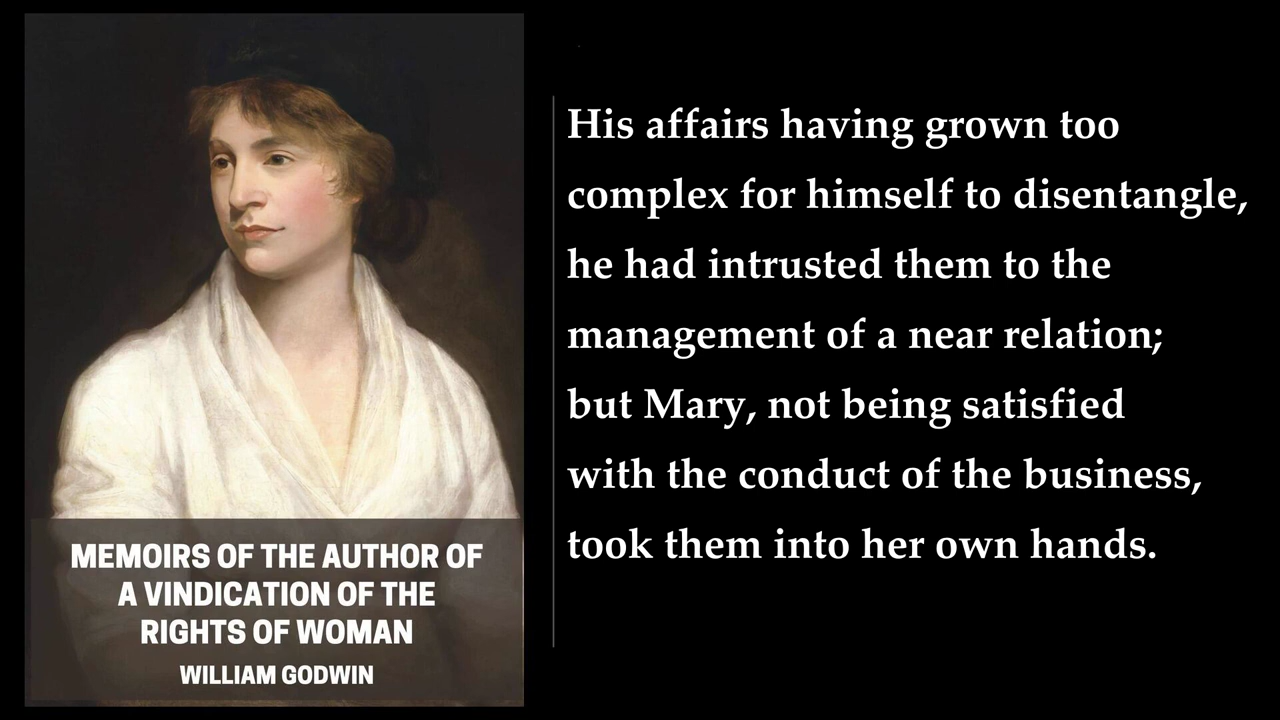 MEMOIRS OF THE AUTHOR OF
A VINDICATION OF THE
RIGHTS OF WOMAN
WILLIAM GODWIN
His affairs having grown too
complex for himself to disentangle,
he had intrusted them to the
management of a near relation;
but Mary, not being satisfied
with the conduct of the business,
took them into her own hands.